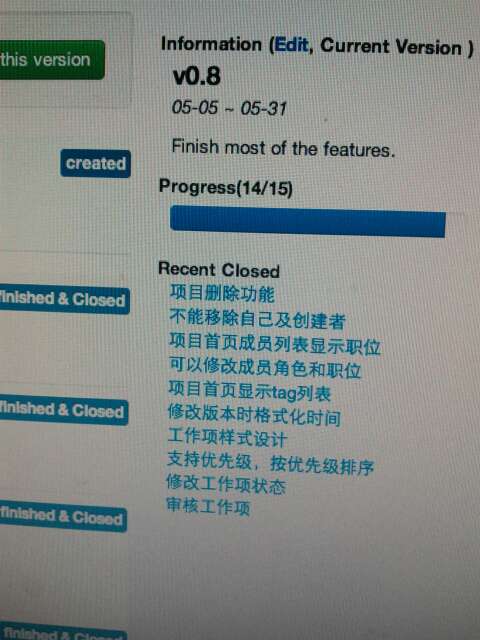 this version
Information (Edit, Current Version )
v0.8
05-05 ~ 05-31
Finish most of the features.
created
Progress(14/15)
Recent Closed
finished & Closed
项目删除功能
不能移除自己及创建者
项目首页成员列表显示职位
可以修改成员角色和职位
项目首页显示tag列表
finished & Closed
修改版本时格式化时间
工作项样式设计
支持优先级，按优先级排序
修改工作项状态
审核工作项
finished & Closed
finished & Closed